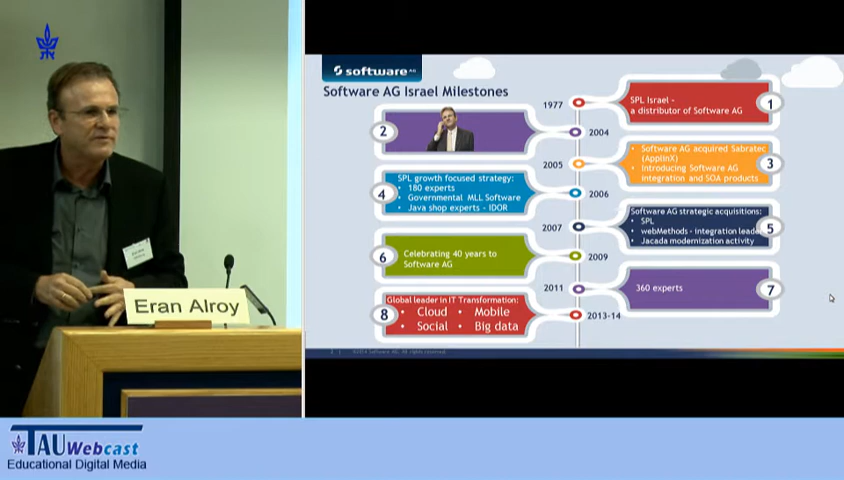 software AG
Software AG Israel Milestones
1977
SPL Israel -
a distributor of Software AG
1
2
2004
2005
Software AG acquired Sabratec
(ApplinX)
Introducing Software AG
Integration and SOA products
3
SPL growth focused strategy:
• 180 experts
• Governmental MLL Software
• Java shop experts - IDOR
4
2006
2007
Software AG strategic acquisitions:
• SPL
• webMethods - integration leade
• Jacada modernization activity
5
6
Celebrating 40 years to
Software AG
2009
2011
360 experts
7
8
Global leader in IT Transformation:
• Cloud • Mobile
• Social • Big data
2013-14
Eran Alroy
TAU Webcast
Educational Digital Media